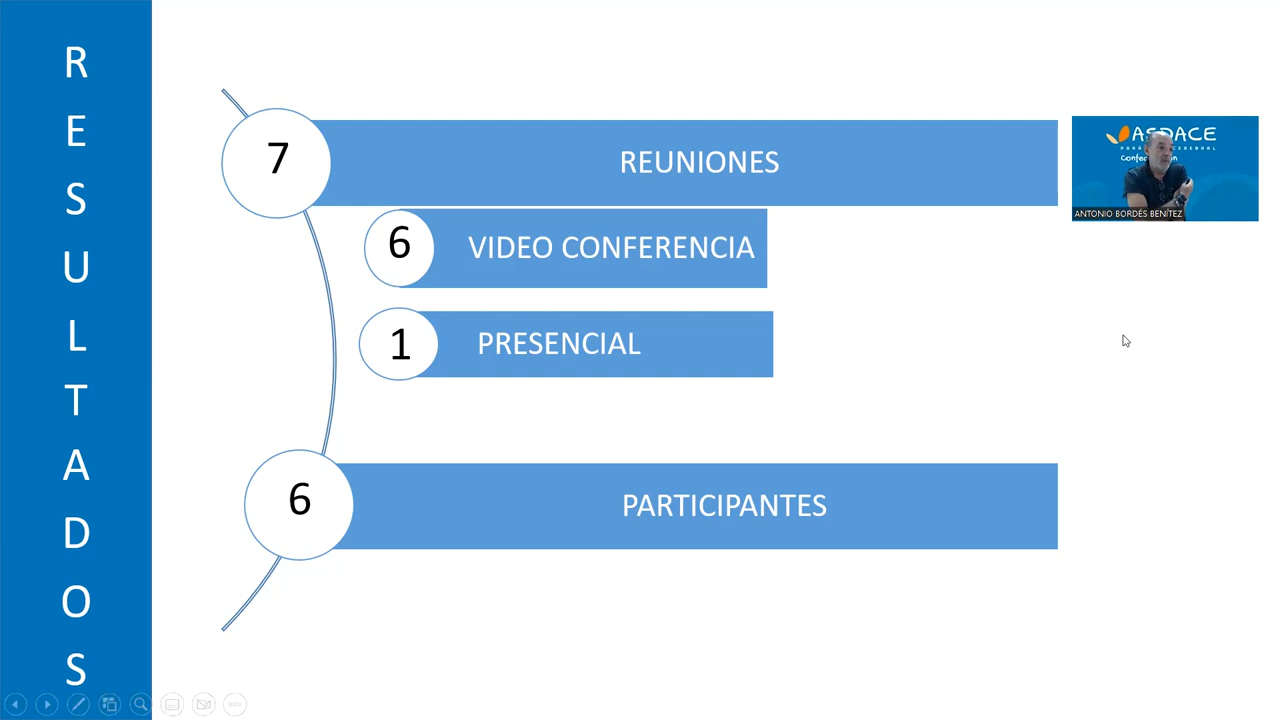 RESULTADOS
7
REUNIONES
6
VIDEO CONFERENCIA
1
PRESENCIAL
6
PARTICIPANTES
ASPACE
ANTONIO BORDÉS BENÍTEZ